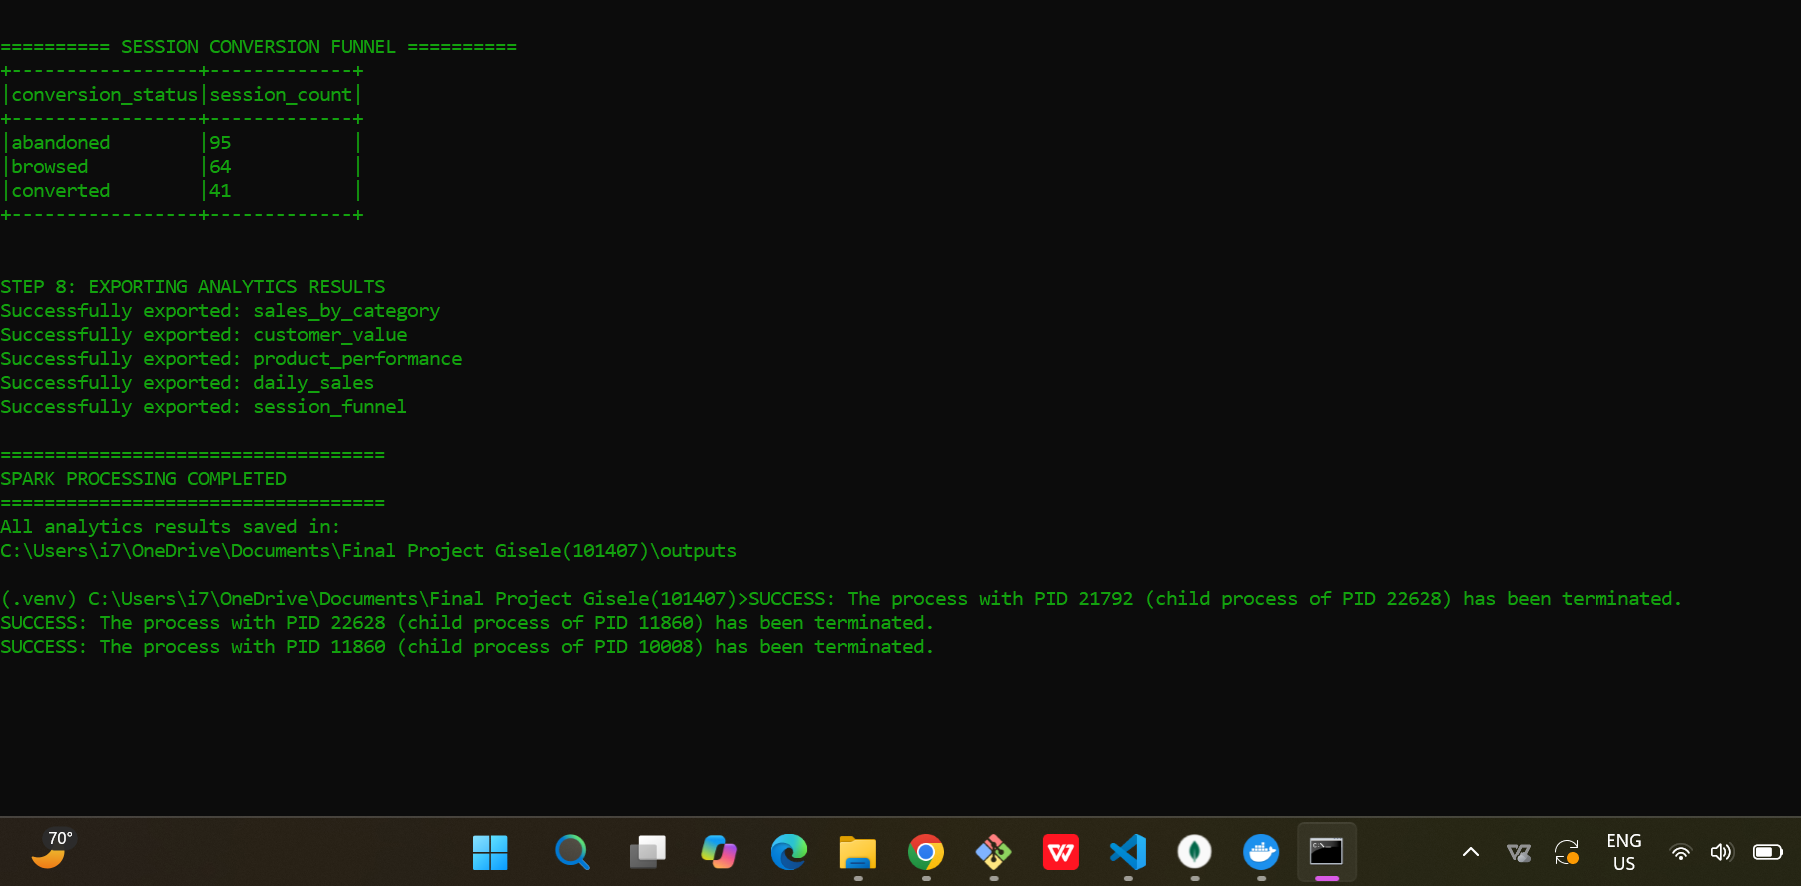 ========== SESSION CONVERSION FUNNEL ==========
+-----------------+-------------+
|conversion_status|session_count|
+-----------------+-------------+
|abandoned        |95           |
|browsed          |64           |
|converted        |41           |
+-----------------+-------------+
STEP 8: EXPORTING ANALYTICS RESULTS
Successfully exported: sales_by_category
Successfully exported: customer_value
Successfully exported: product_performance
Successfully exported: daily_sales
Successfully exported: session_funnel
===================================
SPARK PROCESSING COMPLETED
===================================
All analytics results saved in:
C:\Users\i7\OneDrive\Documents\Final Project Gisele(101407)\outputs
(.venv) C:\Users\i7\OneDrive\Documents\Final Project Gisele(101407)>SUCCESS: The process with PID 21792 (child process of PID 22628) has been terminated.
SUCCESS: The process with PID 22628 (child process of PID 11860) has been terminated.
SUCCESS: The process with PID 11860 (child process of PID 10008) has been terminated.
70°
ENG
US